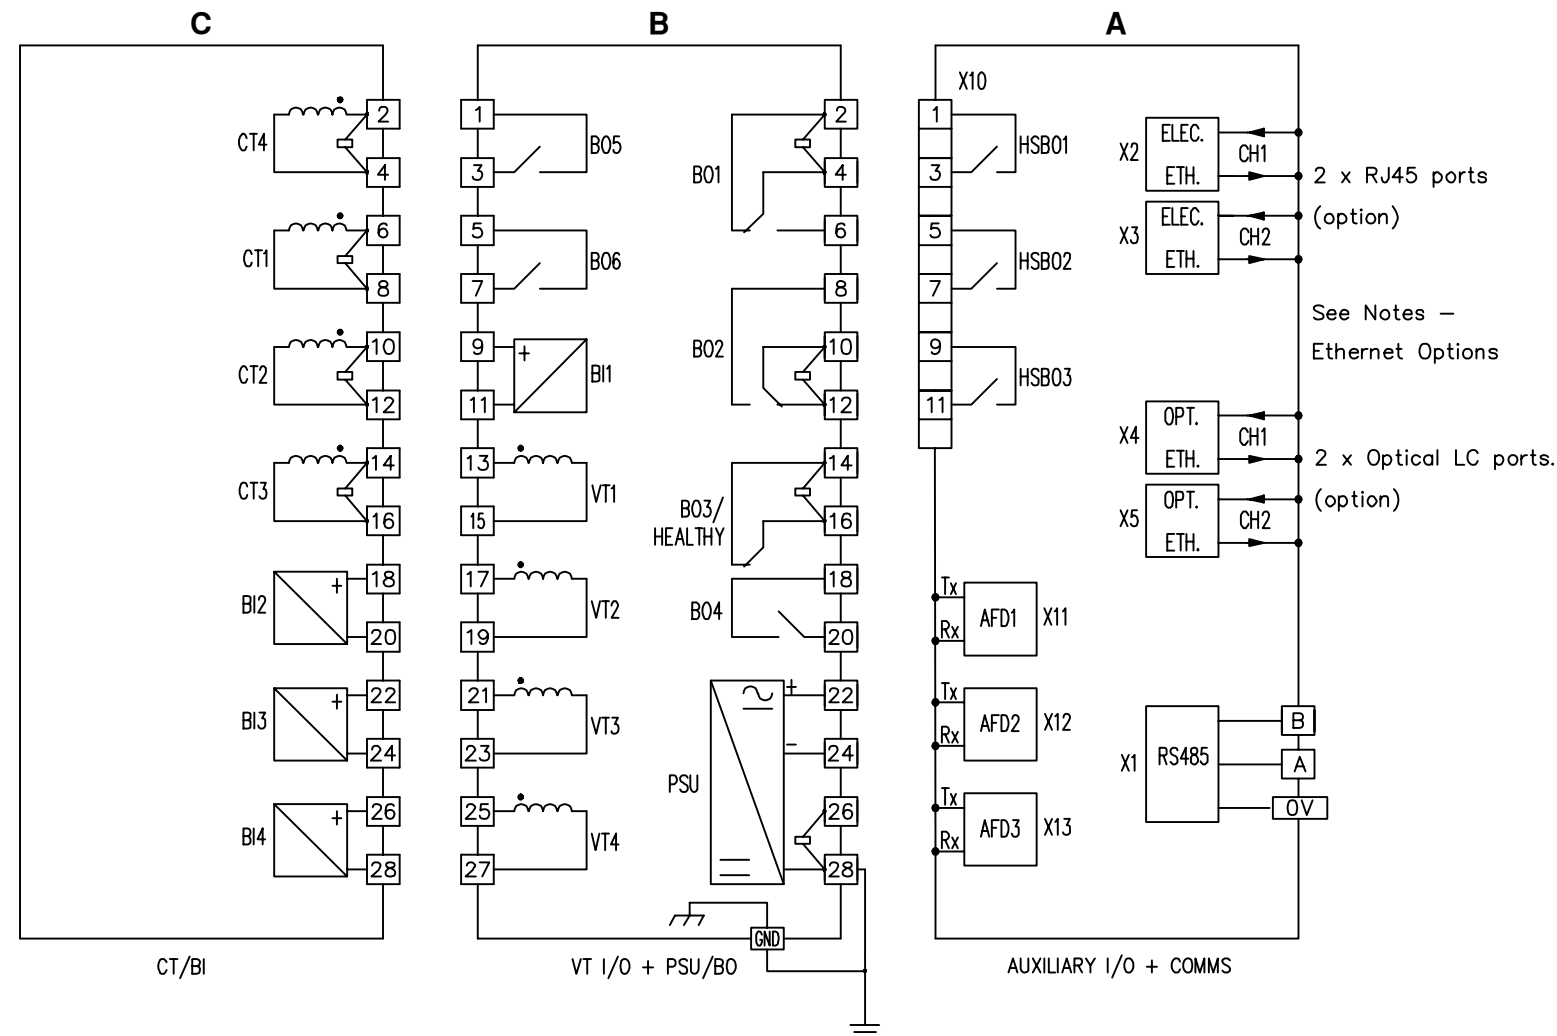 C
CT4
2
4
CT1
6
8
CT2
10
12
CT3
14
16
BI2
+
18
20
BI3
+
22
24
BI4
+
26
28
CT/BI
B
1
3
BO5
5
7
BO6
9
11
+
BI1
13
15
VT1
17
19
VT2
21
23
VT3
25
27
VT4
BO1
2
4
6
BO2
8
10
12
BO3/
HEALTHY
14
16
BO4
18
20
PSU
+
22
−
24
26
28
GND
VT I/O + PSU/BO
A
X10
1
3
HSBO1
5
7
HSBO2
9
11
HSBO3
X2
ELEC.
ETH.
CH1
X3
ELEC.
ETH.
CH2
2 x RJ45 ports
(option)
See Notes –
Ethernet Options
X4
OPT.
ETH.
CH1
X5
OPT.
ETH.
CH2
2 x Optical LC ports.
(option)
Tx
Rx
AFD1
X11
Tx
Rx
AFD2
X12
Tx
Rx
AFD3
X13
X1
RS485
B
A
0V
AUXILIARY I/O + COMMS